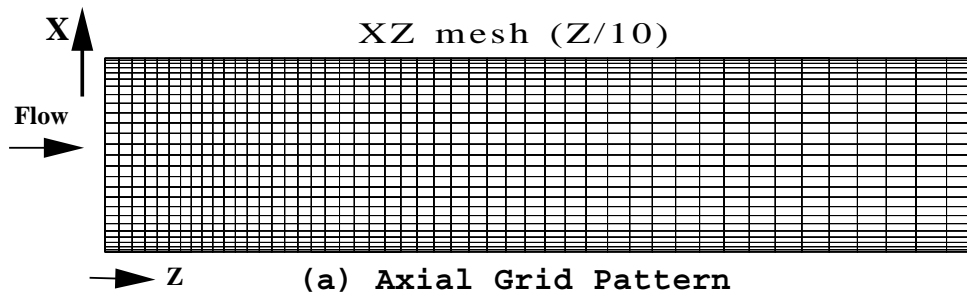 X
XZ mesh (Z/10)
Flow
Z
(a) Axial Grid Pattern